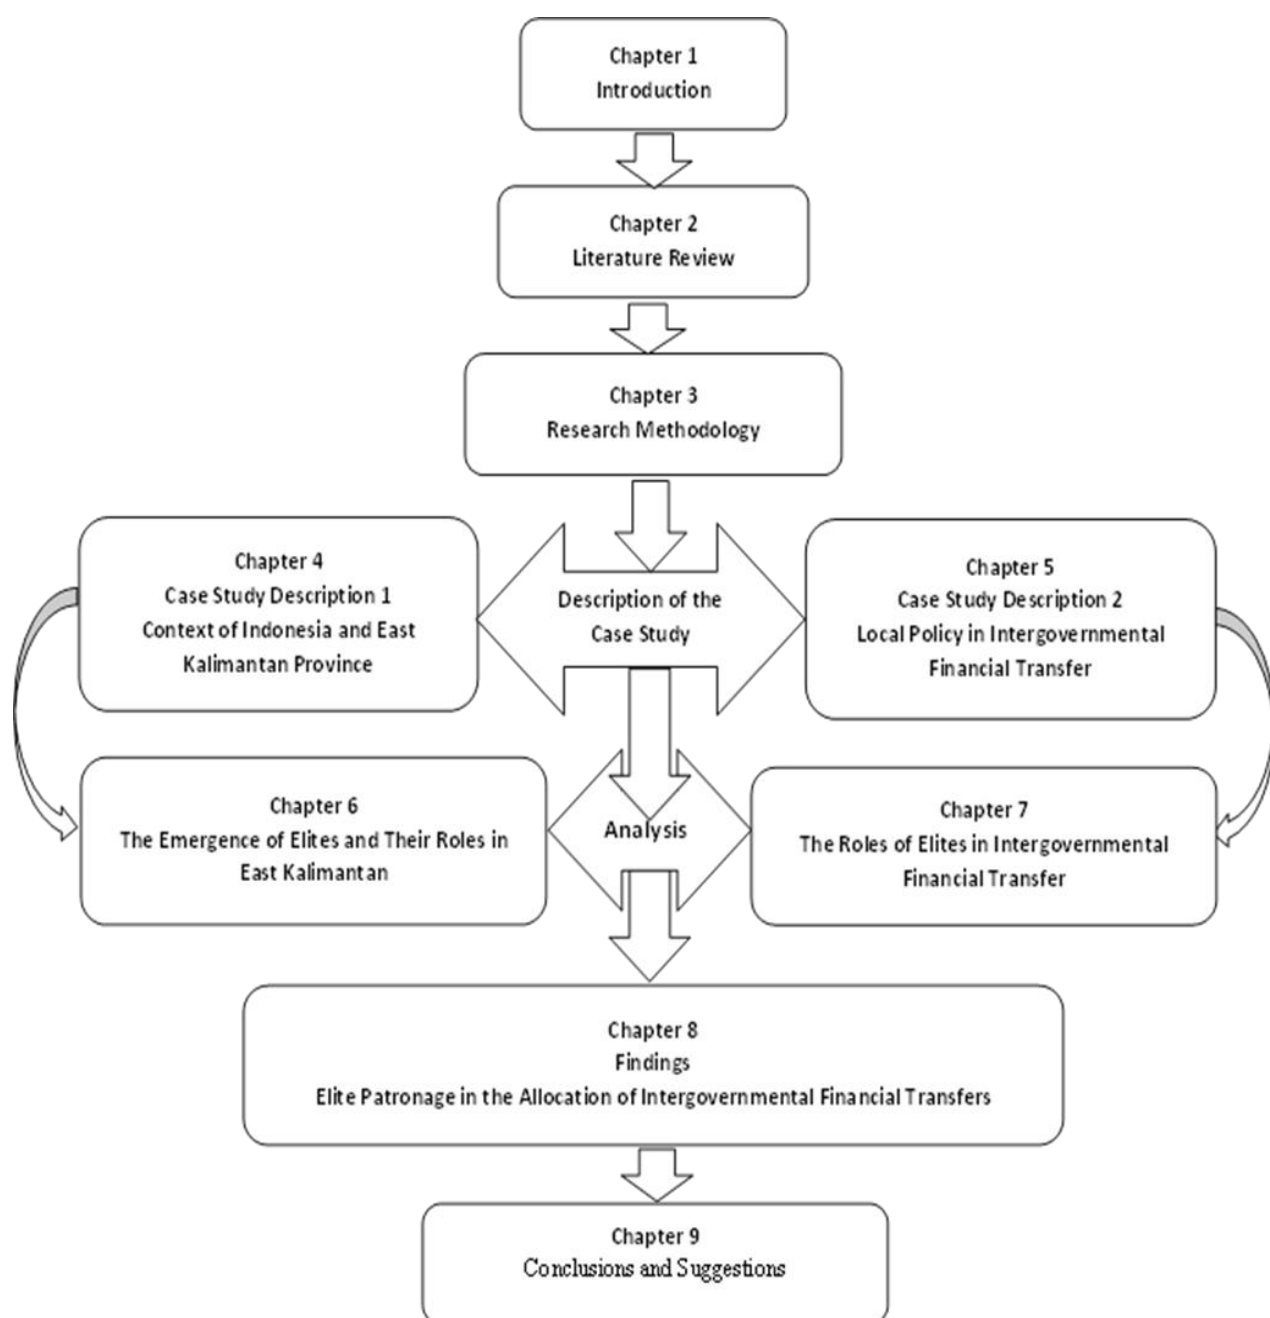 Chapter 1
Introduction
Chapter 2
Literature Review
Chapter 3
Research Methodology
Chapter 4
Case Study Description 1
Context of Indonesia and East
Kalimantan Province
Description of the
Case Study
Chapter 5
Case Study Description 2
Local Policy in Intergovernmental
Financial Transfer
Chapter 6
The Emergence of Elites and Their Roles in
East Kalimantan
Analysis
Chapter 7
The Roles of Elites in Intergovernmental
Financial Transfer
Chapter 8
Findings
Elite Patronage in the Allocation of Intergovernmental Financial Transfers
Chapter 9
Conclusions and Suggestions